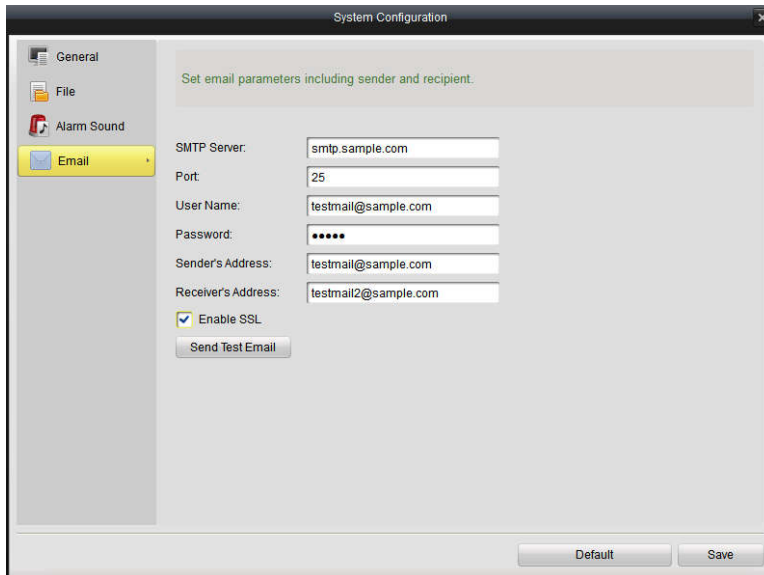 System Configuration
General
File
Alarm Sound
Email
Set email parameters including sender and recipient.
SMTP Server: smtp.sample.com
Port: 25
User Name: testmail@sample.com
Password: •••••
Sender's Address: testmail@sample.com
Receiver's Address: testmail2@sample.com
Enable SSL
Send Test Email
Default Save